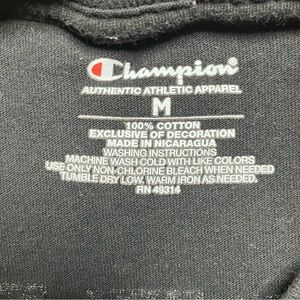 Champion
AUTHENTIC ATHLETIC APPAREL
M
100% COTTON
EXCLUSIVE OF DECORATION
MADE IN NICARAGUA
WASHING INSTRUCTIONS
MACHINE WASH COLD WITH LIKE COLORS
USE ONLY NON-CHLORINE BLEACH WHEN NEEDED
TUMBLE DRY LOW. WARM IRON AS NEEDED.
RN 49314